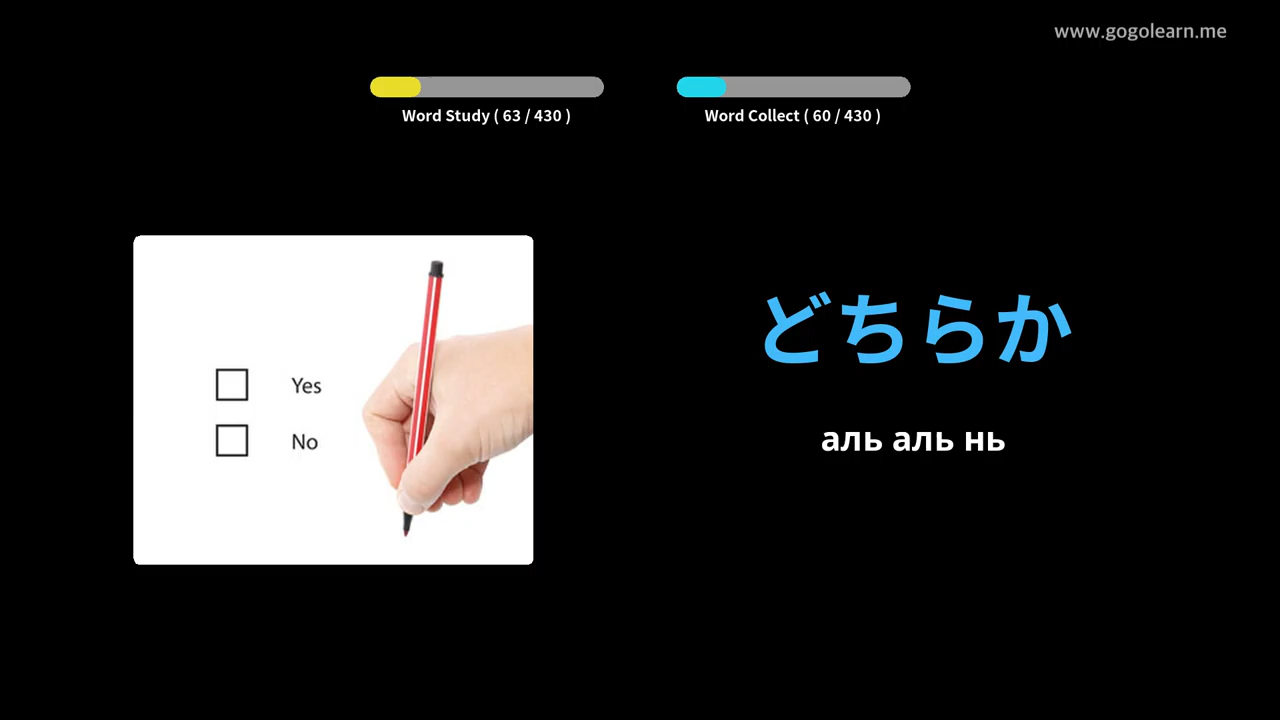 www.gogolearn.me
Word Study ( 63 / 430 )
Word Collect ( 60 / 430 )
Yes
No
どちらか
аль аль нь